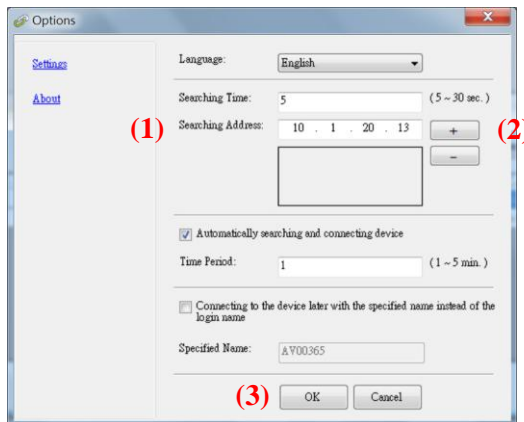 Options
Settings
About
Language: English
Searching Time: 5 (5 ~ 30 sec.)
(1) Searching Address: 10 . 1 . 20 . 13 + (2)
−
Automatically searching and connecting device
Time Period: 1 (1 ~ 5 min.)
Connecting to the device later with the specified name instead of the
login name
Specified Name: AV00365
(3) OK Cancel